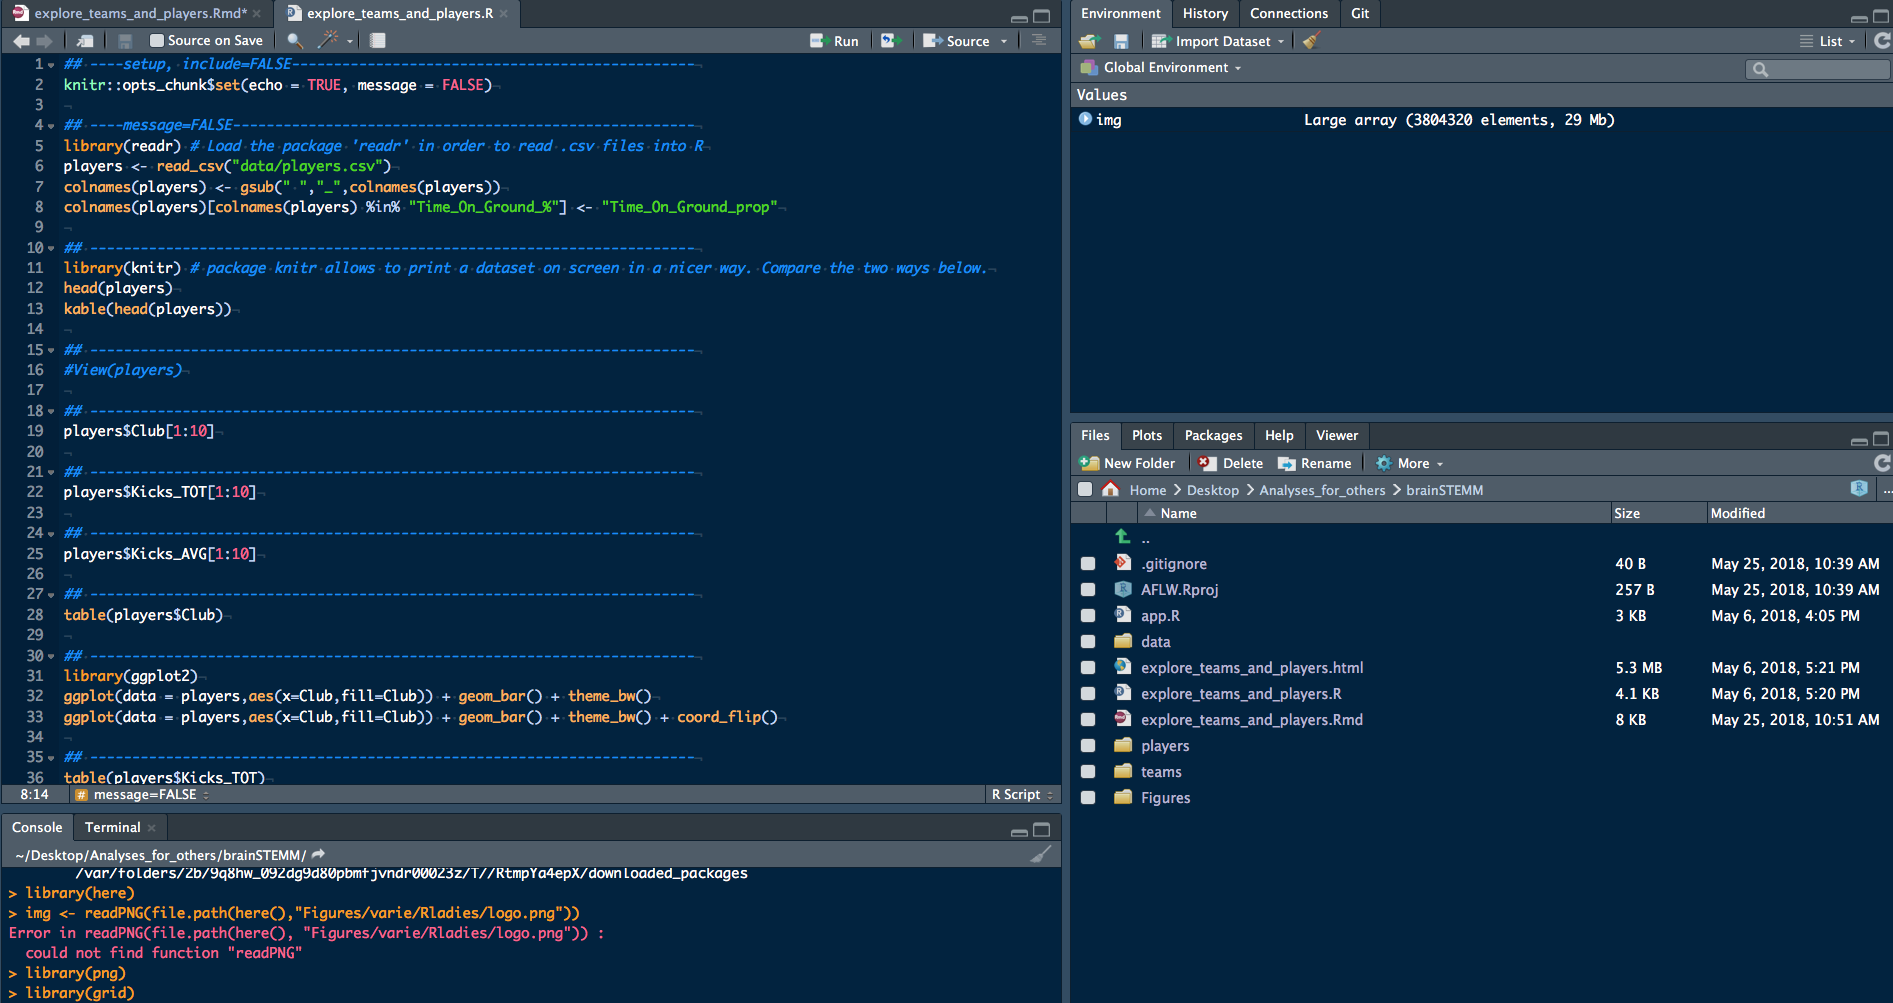 explore_teams_and_players.Rmd*
explore_teams_and_players.R
Source on Save
Run
Source
1 ## ----setup, include=FALSE------------------------------------------------
2 knitr::opts_chunk$set(echo = TRUE, message = FALSE)
3
4 ## ----message=FALSE-------------------------------------------------------
5 library(readr) # Load the package 'readr' in order to read .csv files into R
6 players <- read_csv("data/players.csv")
7 colnames(players) <- gsub(" ","_",colnames(players))
8 colnames(players)[colnames(players) %in% "Time_On_Ground_%"] <- "Time_On_Ground_prop"
9
10 ## ------------------------------------------------------------------------
11 library(knitr) # package knitr allows to print a dataset on screen in a nicer way. Compare the two ways below.
12 head(players)
13 kable(head(players))
14
15 ## ------------------------------------------------------------------------
16 #View(players)
17
18 ## ------------------------------------------------------------------------
19 players$Club[1:10]
20
21 ## ------------------------------------------------------------------------
22 players$Kicks_TOT[1:10]
23
24 ## ------------------------------------------------------------------------
25 players$Kicks_AVG[1:10]
26
27 ## ------------------------------------------------------------------------
28 table(players$Club)
29
30 ## ------------------------------------------------------------------------
31 library(ggplot2)
32 ggplot(data = players,aes(x=Club,fill=Club)) + geom_bar() + theme_bw()
33 ggplot(data = players,aes(x=Club,fill=Club)) + geom_bar() + theme_bw() + coord_flip()
34
35 ## ------------------------------------------------------------------------
36 table(players$Kicks_TOT)
8:14 # message=FALSE R Script
Console Terminal
~/Desktop/Analyses_for_others/brainSTEMM/
/var/folders/2b/9q8hw_092dg9d80pbmfjvndr00023z/T//RtmpYa4epX/downloaded_packages
> library(here)
> img <- readPNG(file.path(here(),"Figures/varie/Rladies/logo.png"))
Error in readPNG(file.path(here(), "Figures/varie/Rladies/logo.png")) :
could not find function "readPNG"
> library(png)
> library(grid)
Environment History Connections Git
Import Dataset List
Global Environment
Values
img Large array (3804320 elements, 29 Mb)
Files Plots Packages Help Viewer
New Folder Delete Rename More
Home Desktop Analyses_for_others brainSTEMM ...
Name Size Modified
..
.gitignore 40 B May 25, 2018, 10:39 AM
AFLW.Rproj 257 B May 25, 2018, 10:39 AM
app.R 3 KB May 6, 2018, 4:05 PM
data
explore_teams_and_players.html 5.3 MB May 6, 2018, 5:21 PM
explore_teams_and_players.R 4.1 KB May 6, 2018, 5:20 PM
explore_teams_and_players.Rmd 8 KB May 25, 2018, 10:51 AM
players
teams
Figures